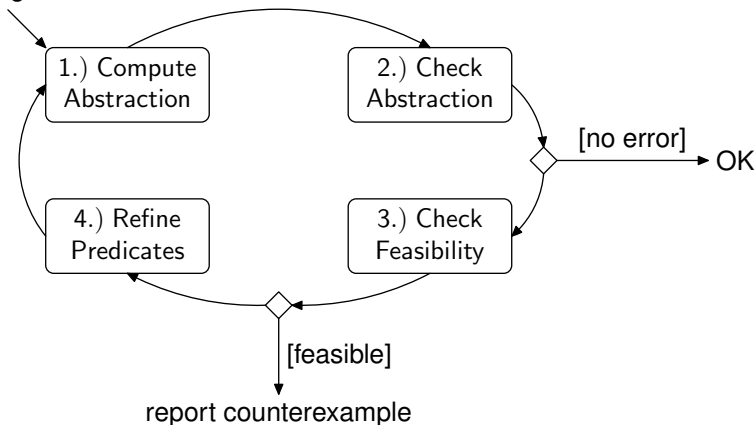 1.) Compute
Abstraction
2.) Check
Abstraction
[no error]
OK
4.) Refine
Predicates
3.) Check
Feasibility
[feasible]
report counterexample